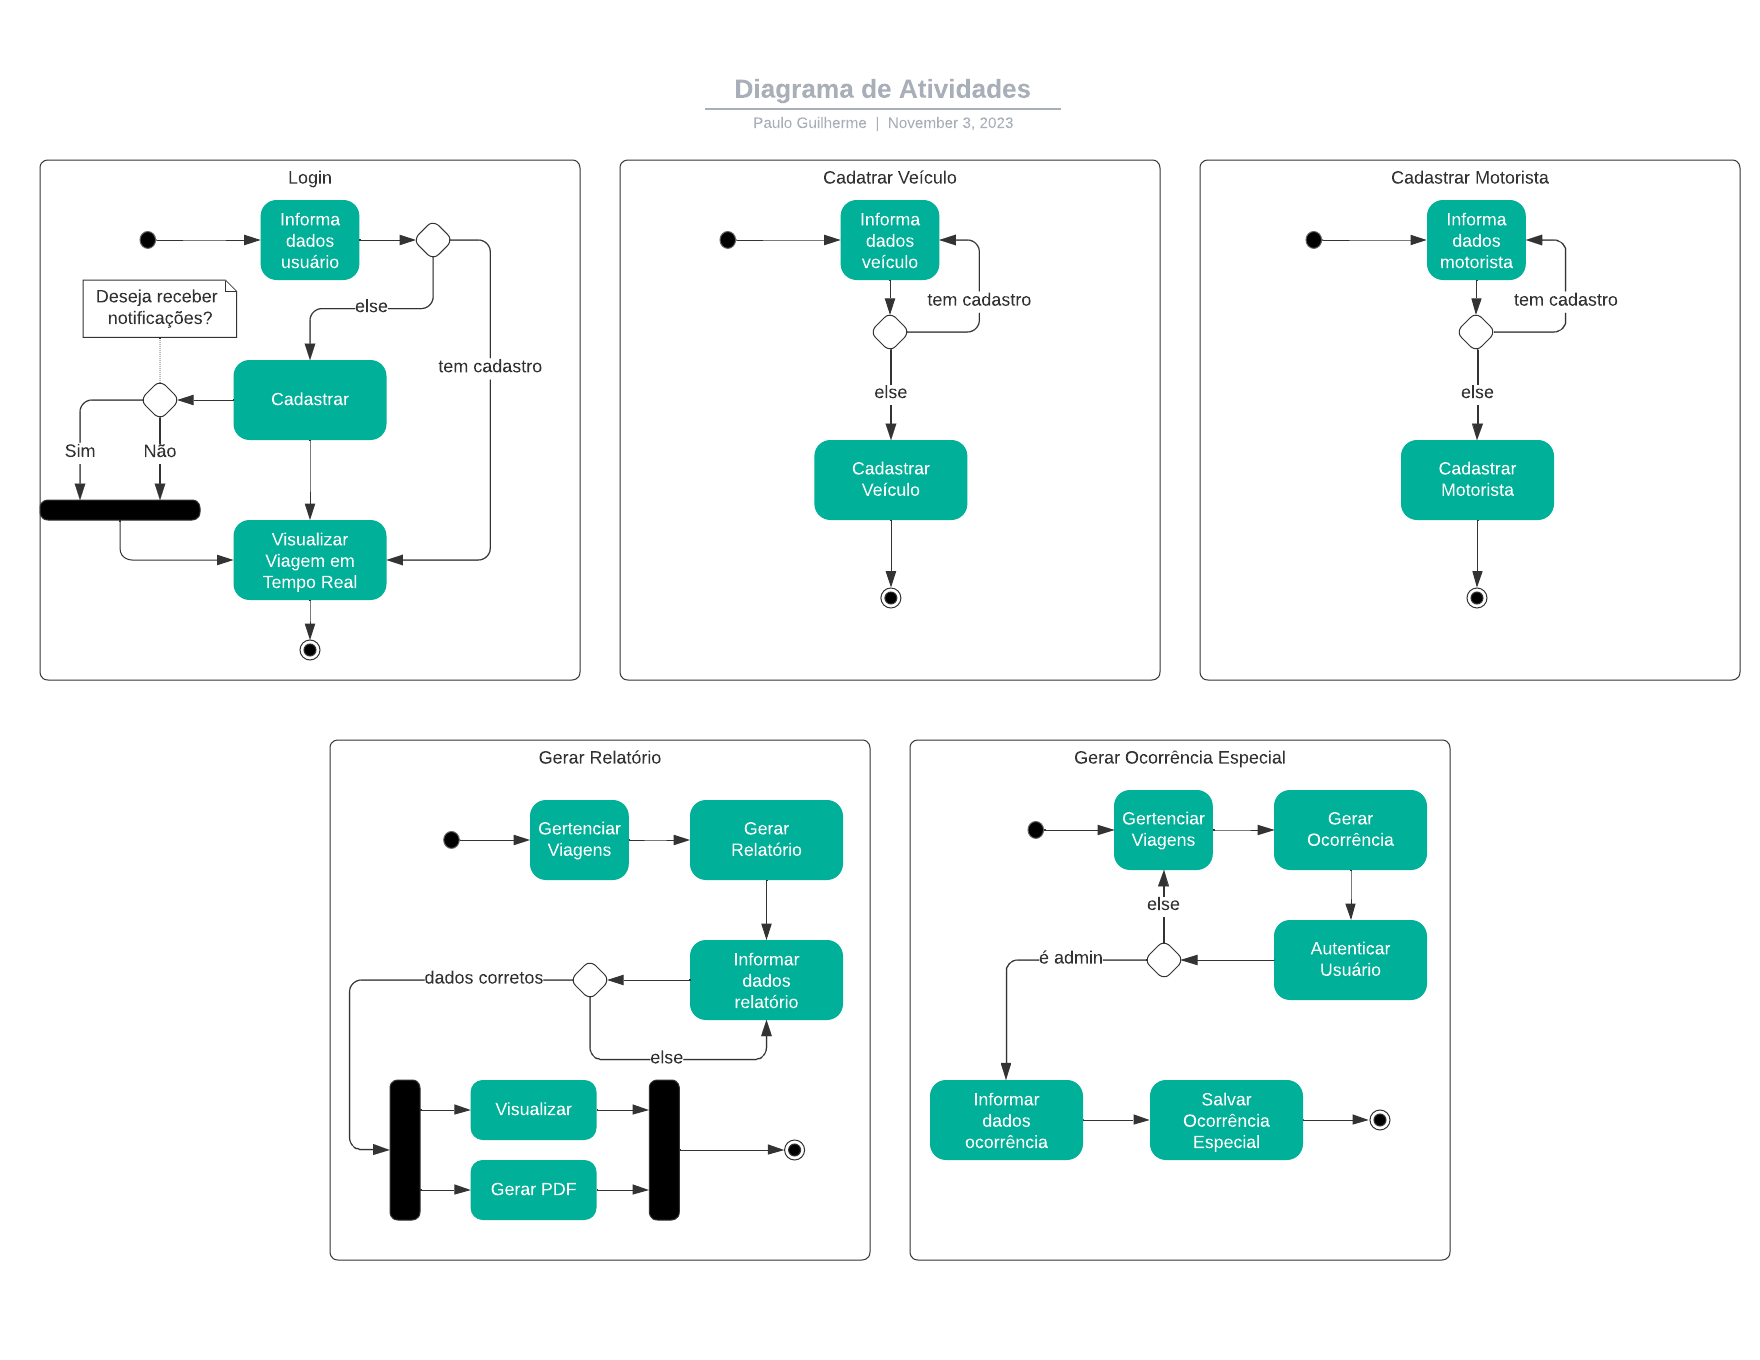 Diagrama de Atividades
Paulo Guilherme | November 3, 2023
Login
Informa
dados
usuário
Deseja receber
notificações?
else
tem cadastro
Cadastrar
Sim
Não
Visualizar
Viagem em
Tempo Real
Cadatrar Veículo
Informa
dados
veículo
tem cadastro
else
Cadastrar
Veículo
Cadastrar Motorista
Informa
dados
motorista
tem cadastro
else
Cadastrar
Motorista
Gerar Relatório
Gertenciar
Viagens
Gerar
Relatório
Informar
dados
relatório
dados corretos
else
Visualizar
Gerar PDF
Gerar Ocorrência Especial
Gertenciar
Viagens
Gerar
Ocorrência
else
Autenticar
Usuário
é admin
Informar
dados
ocorrência
Salvar
Ocorrência
Especial